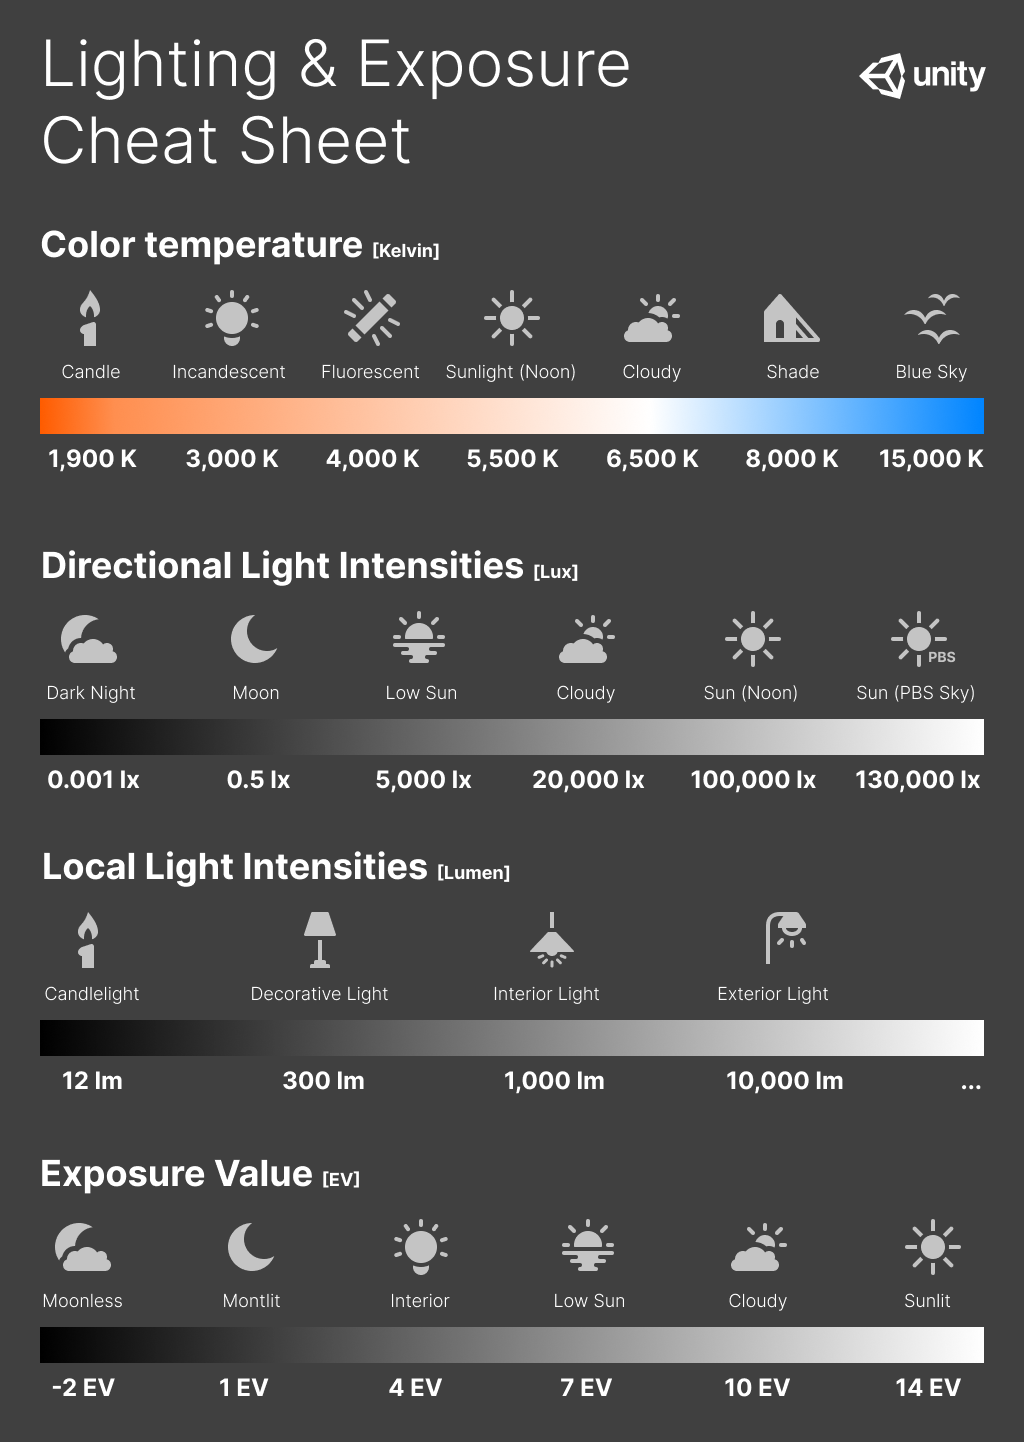 Lighting & Exposure
Cheat Sheet
unity
Color temperature [Kelvin]
Candle Incandescent Fluorescent Sunlight (Noon) Cloudy Shade Blue Sky
1,900 K 3,000 K 4,000 K 5,500 K 6,500 K 8,000 K 15,000 K
Directional Light Intensities [Lux]
PBS
Dark Night Moon Low Sun Cloudy Sun (Noon) Sun (PBS Sky)
0.001 lx 0.5 lx 5,000 lx 20,000 lx 100,000 lx 130,000 lx
Local Light Intensities [Lumen]
Candlelight Decorative Light Interior Light Exterior Light
12 lm 300 lm 1,000 lm 10,000 lm ...
Exposure Value [EV]
Moonless Montlit Interior Low Sun Cloudy Sunlit
-2 EV 1 EV 4 EV 7 EV 10 EV 14 EV